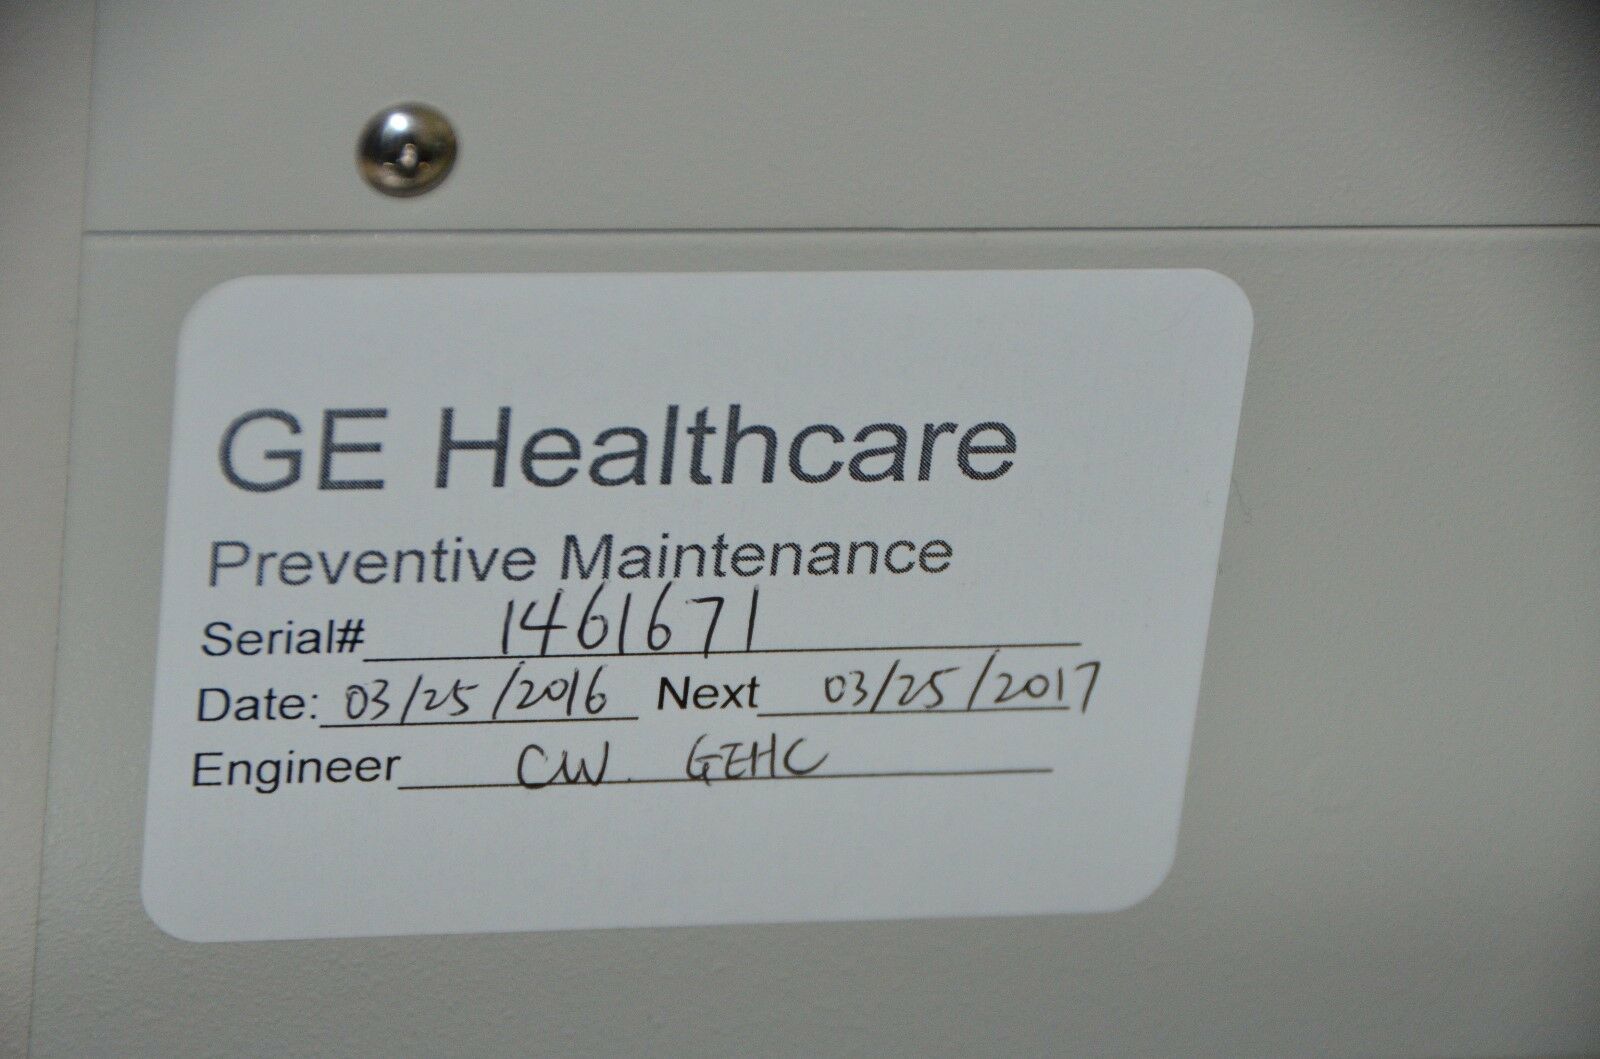 GE Healthcare
Preventive Maintenance
Serial# 1461671
Date: 03/25/2016 Next 03/25/2017
Engineer CW. GEHC